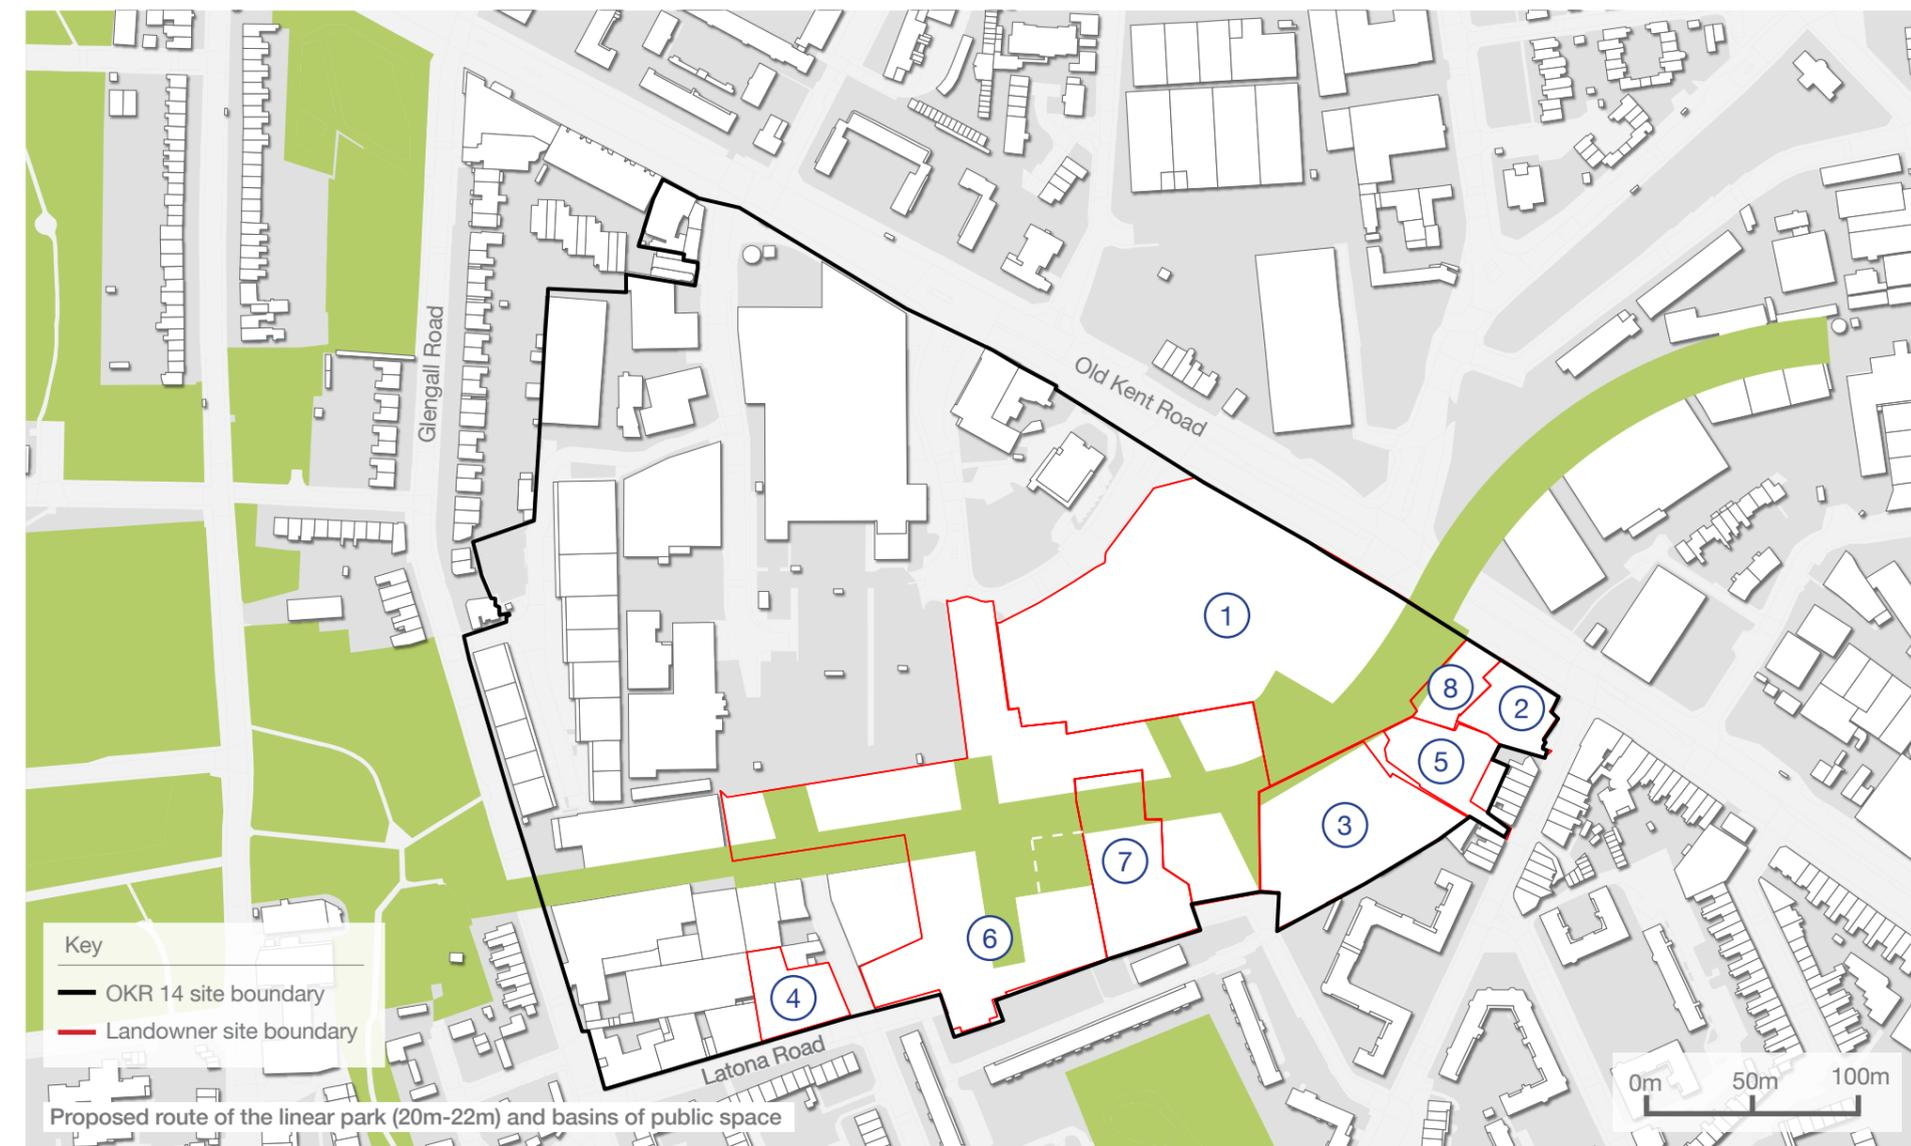 Glengall Road
Old Kent Road
1
8
2
5
3
7
6
4
Latona Road
Key
OKR 14 site boundary
Landowner site boundary
0m 50m 100m
Proposed route of the linear park (20m-22m) and basins of public space